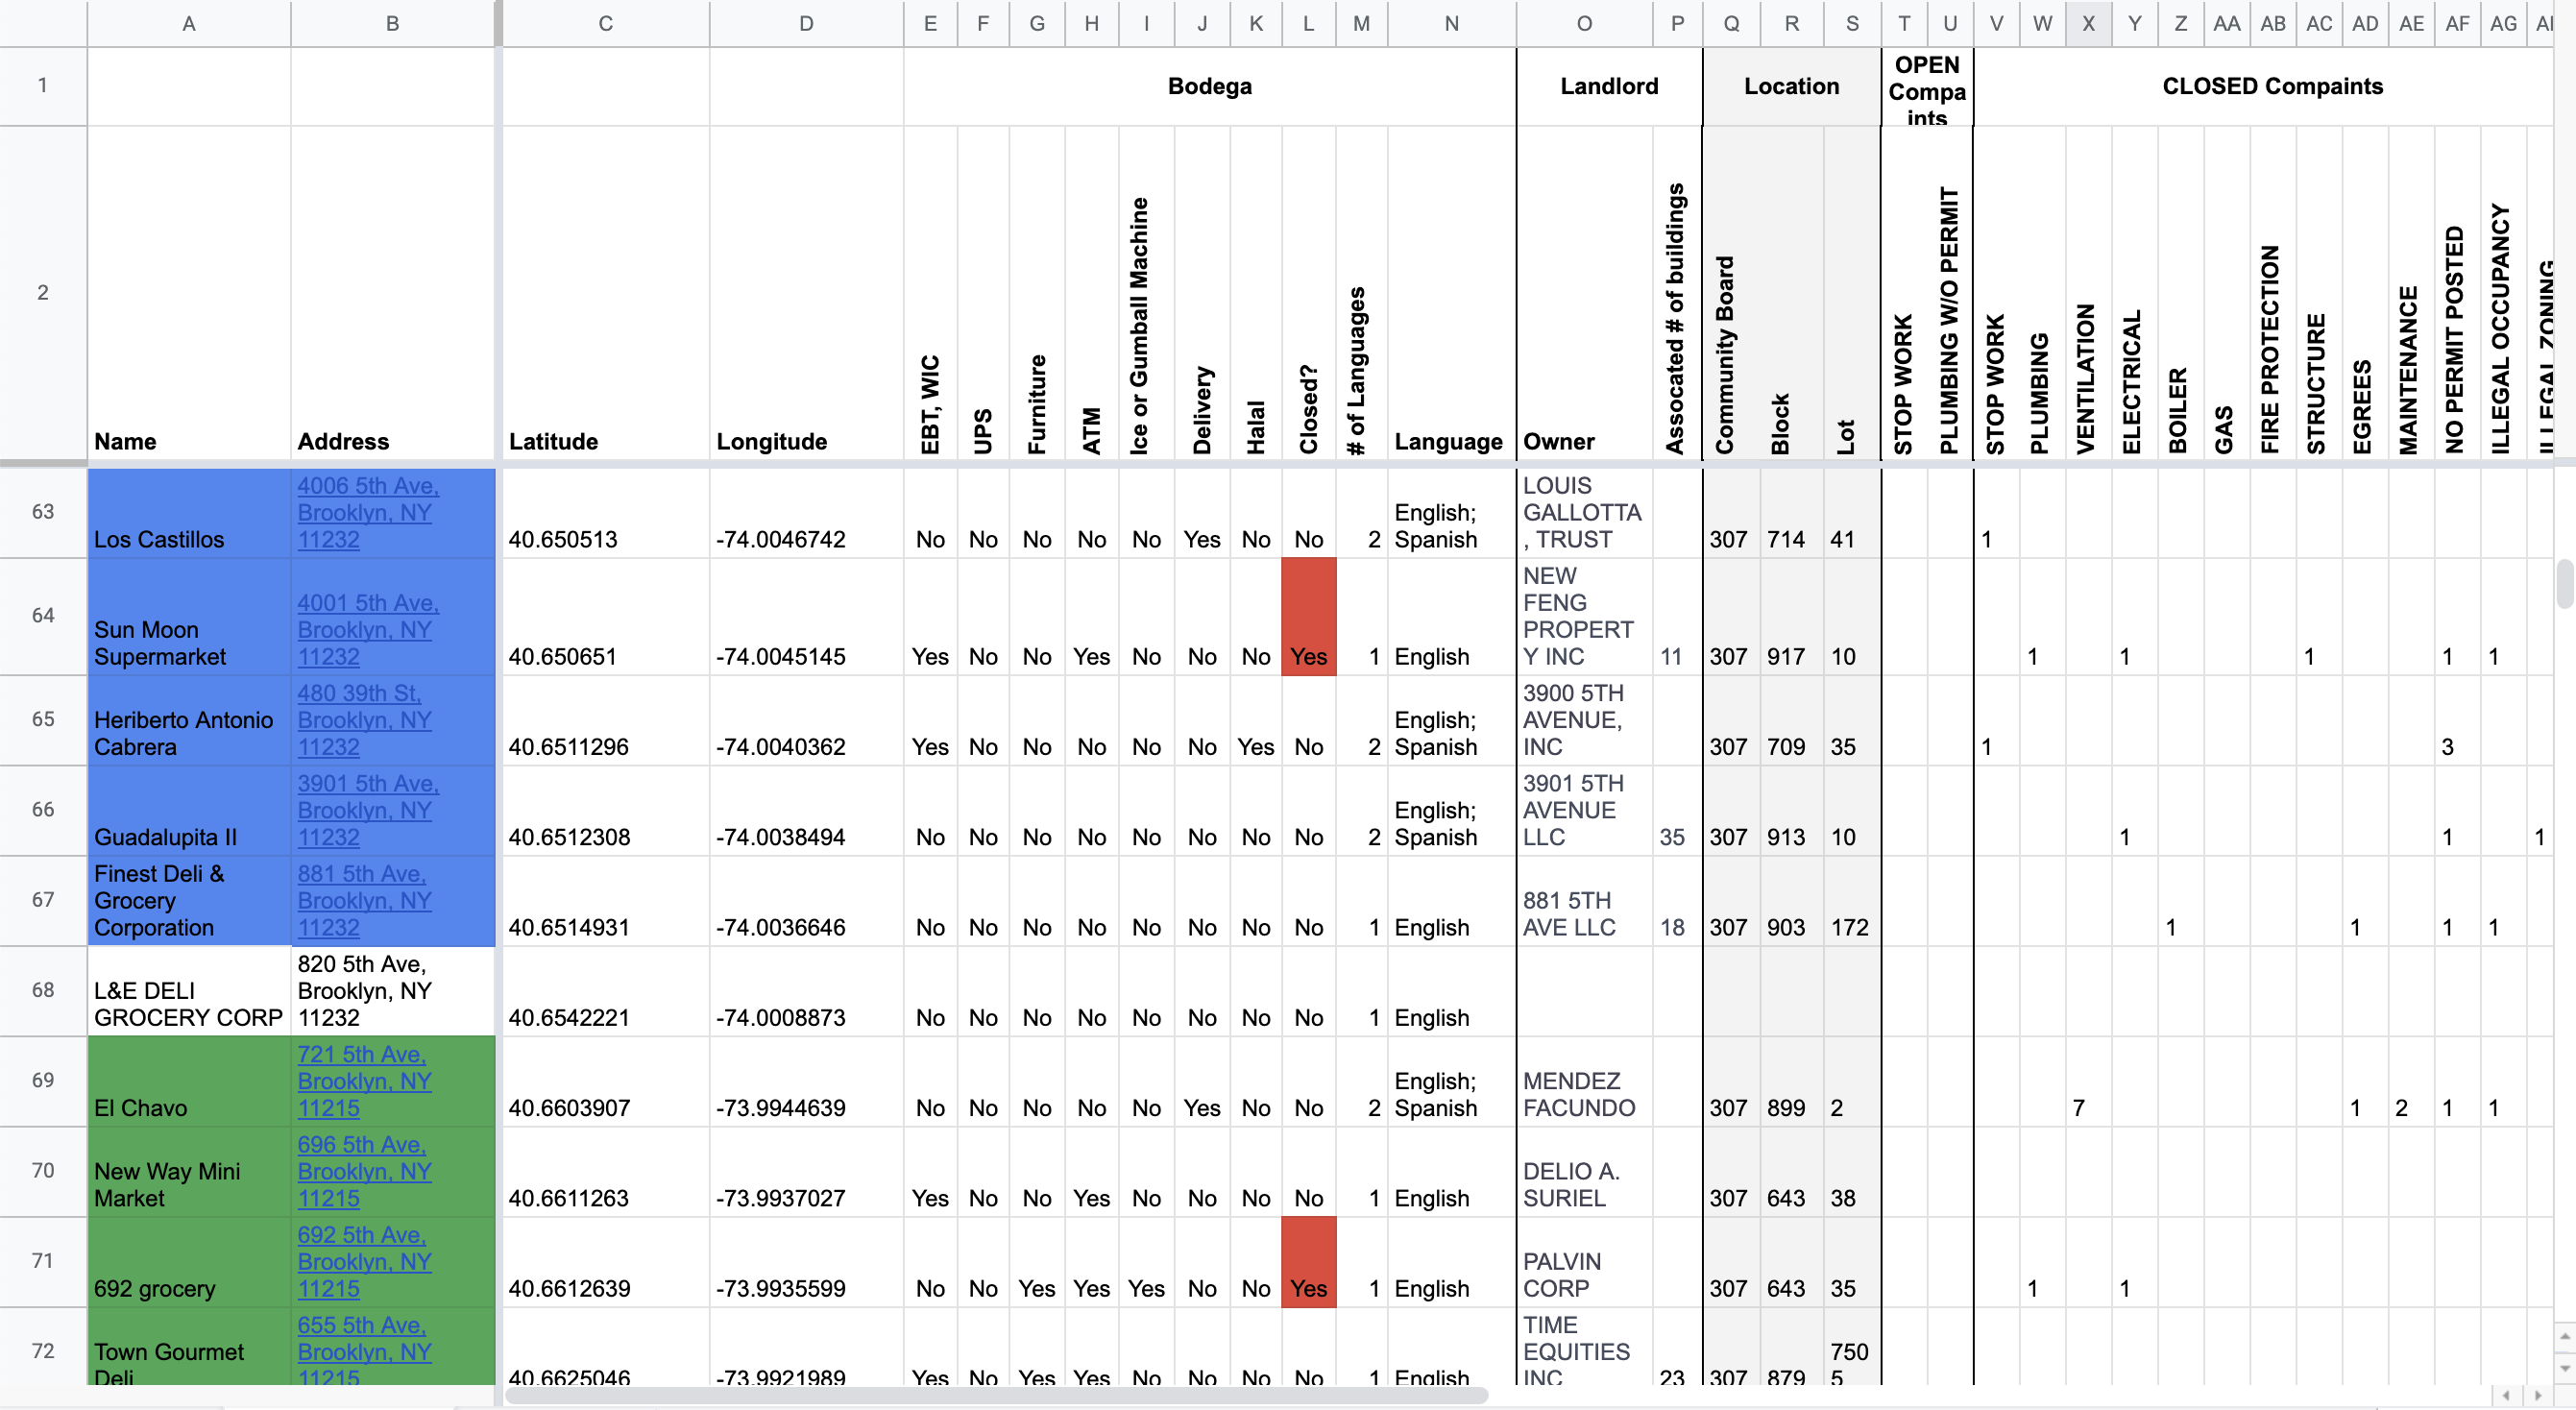 A B C D E F G H I J K L M N O P Q R S T U V W X Y Z AA AB AC AD AE AF AG
1 Bodega Landlord Location OPEN Compa ints CLOSED Compaints
2 Name Address Latitude Longitude EBT, WIC UPS Furniture ATM Ice or Gumball Machine Delivery Halal Closed? # of Languages Language Owner Assocated # of buildings Community Board Block Lot STOP WORK PLUMBING W/O PERMIT STOP WORK PLUMBING VENTILATION ELECTRICAL BOILER GAS FIRE PROTECTION STRUCTURE EGREES MAINTENANCE NO PERMIT POSTED ILLEGAL OCCUPANCY ILLEGAL ZONING
63 Los Castillos 4006 5th Ave, Brooklyn, NY 11232 40.650513 -74.0046742 No No No No No Yes No No 2 English; Spanish LOUIS GALLOTTA , TRUST 307 714 41 1
64 Sun Moon Supermarket 4001 5th Ave, Brooklyn, NY 11232 40.650651 -74.0045145 Yes No No Yes No No No Yes 1 English NEW FENG PROPERT Y INC 11 307 917 10 1 1 1 1 1
65 Heriberto Antonio Cabrera 480 39th St, Brooklyn, NY 11232 40.6511296 -74.0040362 Yes No No No No No Yes No 2 English; Spanish 3900 5TH AVENUE, INC 307 709 35 1 3
66 Guadalupita II 3901 5th Ave, Brooklyn, NY 11232 40.6512308 -74.0038494 No No No No No No No No 2 English; Spanish 3901 5TH AVENUE LLC 35 307 913 10 1 1 1
67 Finest Deli & Grocery Corporation 881 5th Ave, Brooklyn, NY 11232 40.6514931 -74.0036646 No No No No No No No No 1 English 881 5TH AVE LLC 18 307 903 172 1 1 1 1
68 L&E DELI GROCERY CORP 820 5th Ave, Brooklyn, NY 11232 40.6542221 -74.0008873 No No No No No No No No 1 English
69 El Chavo 721 5th Ave, Brooklyn, NY 11215 40.6603907 -73.9944639 No No No No No Yes No No 2 English; Spanish MENDEZ FACUNDO 307 899 2 7 1 2 1 1
70 New Way Mini Market 696 5th Ave, Brooklyn, NY 11215 40.6611263 -73.9937027 Yes No No Yes No No No No 1 English DELIO A. SURIEL 307 643 38
71 692 grocery 692 5th Ave, Brooklyn, NY 11215 40.6612639 -73.9935599 No No Yes Yes Yes No No Yes 1 English PALVIN CORP 307 643 35 1 1
72 Town Gourmet Deli 655 5th Ave, Brooklyn, NY 11215 40.6625046 -73.9921989 Yes No Yes Yes No No No No 1 English TIME EQUITIES INC 23 307 879 750 5